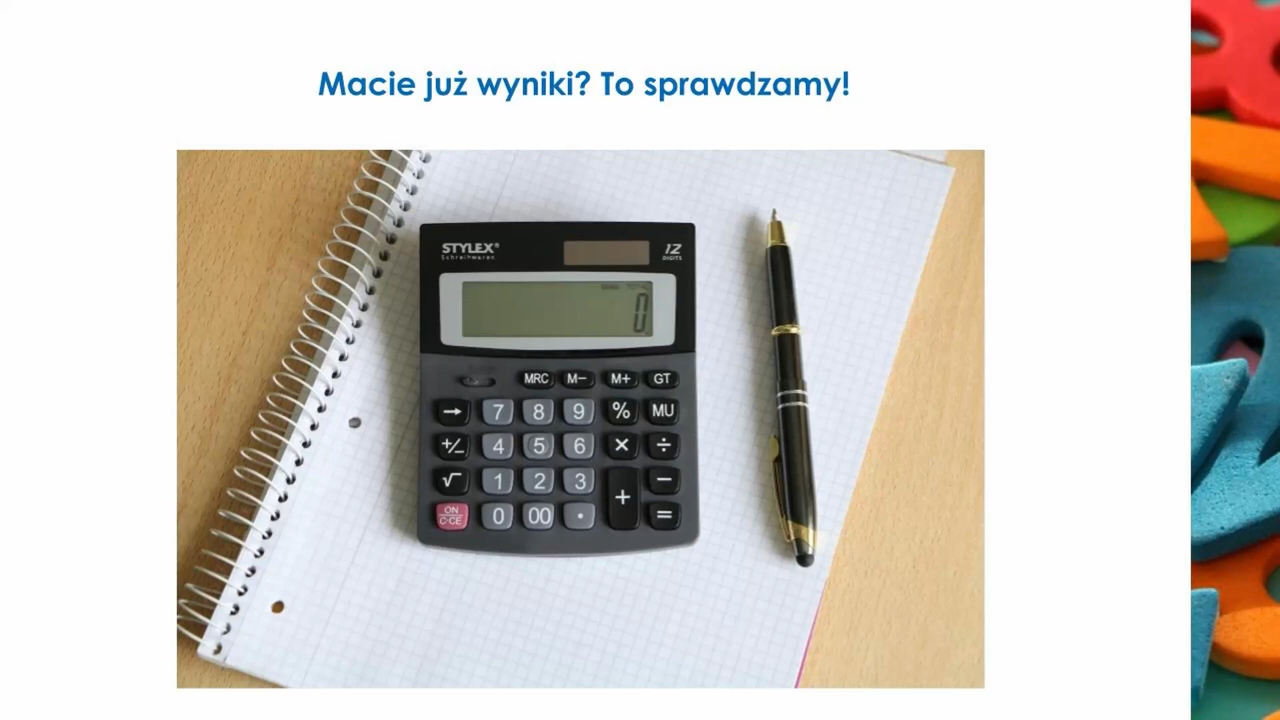 Macie już wyniki? To sprawdzamy!
STYLEX®
Schreibwaren
12
DIGITS
0
MRC M− M+ GT
→ 7 8 9 % MU
+/− 4 5 6 × ÷
√ 1 2 3 + −
ON
C·CE 0 00 · =